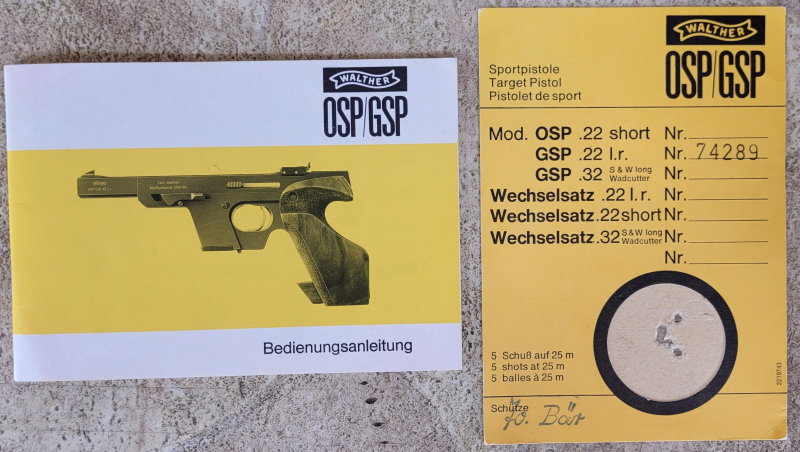 WALTHER
OSP/GSP
Bedienungsanleitung
WALTHER
OSP/GSP
Sportpistole
Target Pistol
Pistolet de sport
Mod. OSP .22 short Nr.
GSP .22 l.r. Nr. 74289
GSP .32 S & W long Wadcutter Nr.
Wechselsatz .22 l.r. Nr.
Wechselsatz .22 short Nr.
Wechselsatz .32 S & W long Wadcutter Nr.
Nr.
5 Schuß auf 25 m
5 shots at 25 m
5 balles à 25 m
2219743
Schütze
Bär